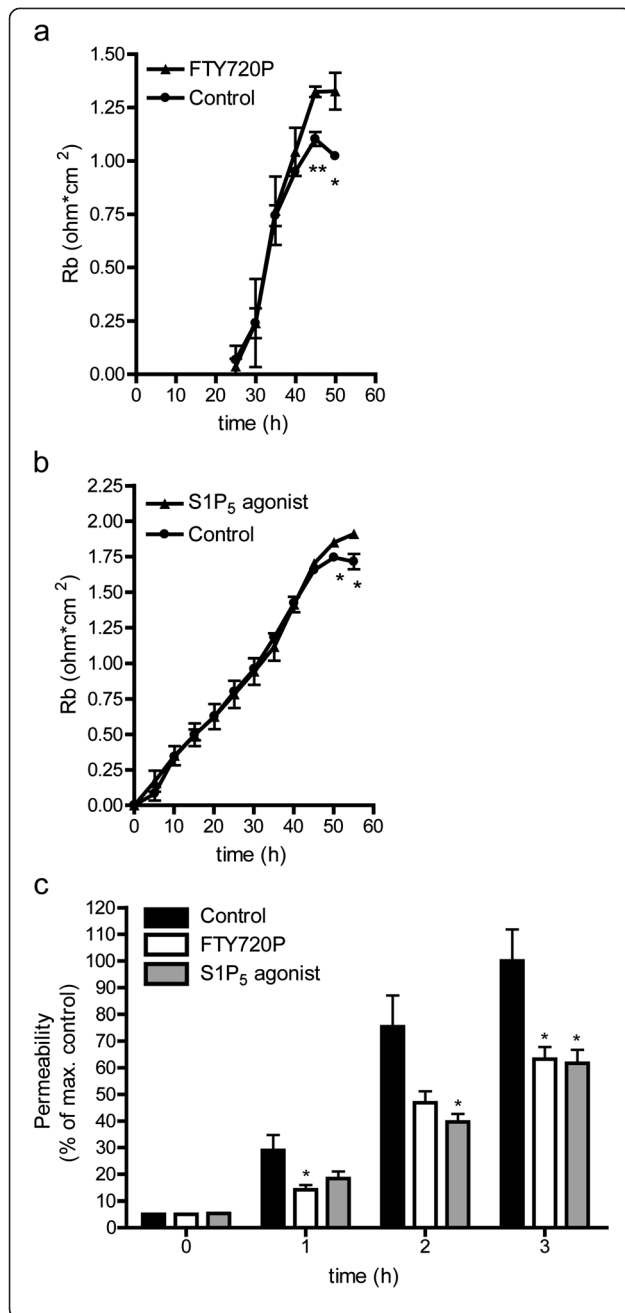 a
FTY720P
Control
Rb (ohm*cm 2)
1.50
1.25
1.00
0.75
0.50
0.25
0.00
**
*
0 10 20 30 40 50 60
time (h)
b
S1P5 agonist
Control
Rb (ohm*cm2)
2.25
2.00
1.75
1.50
1.25
1.00
0.75
0.50
0.25
0.00
* *
0 10 20 30 40 50 60
time (h)
c
Control
FTY720P
S1P5 agonist
Permeability
(% of max. control)
120
110
100
90
80
70
60
50
40
30
20
10
0
*
*
* *
0 1 2 3
time (h)